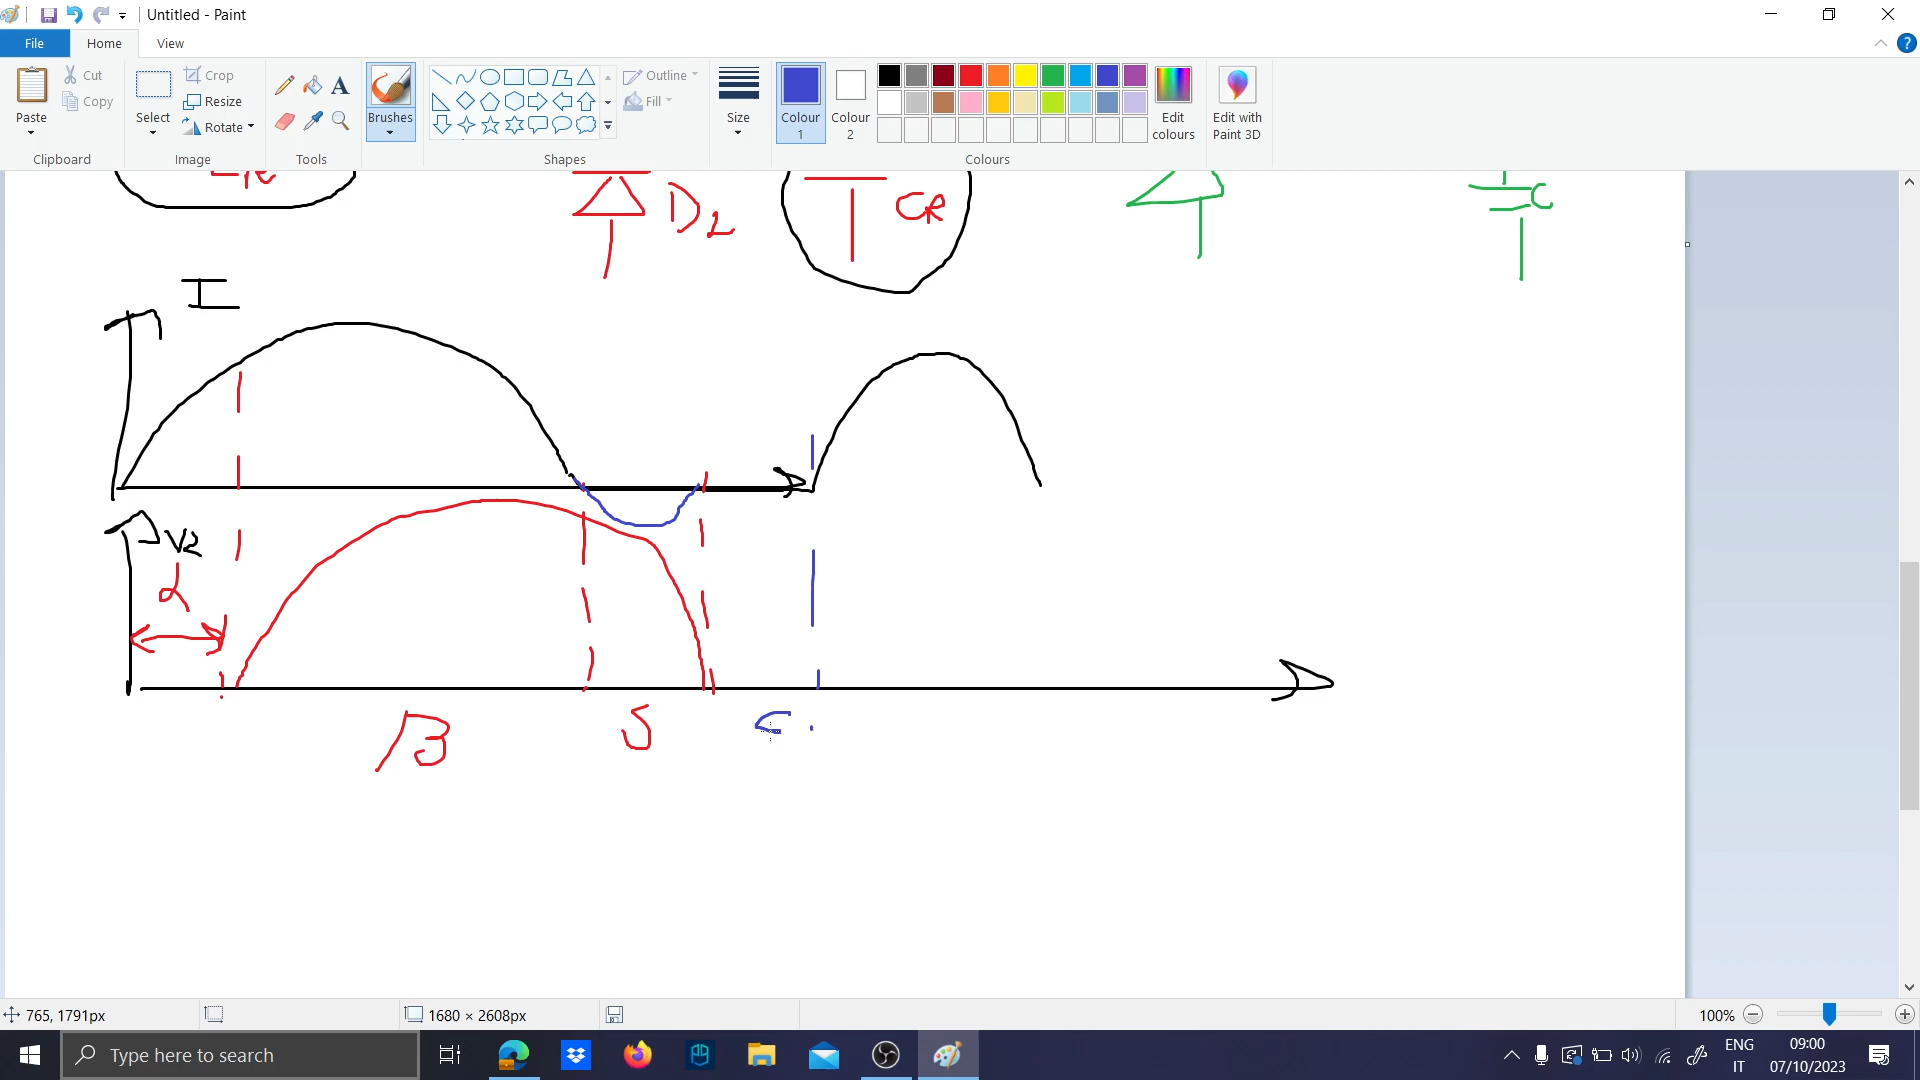 Untitled - Paint
File Home View
Paste
Cut
Copy
Clipboard
Select
Crop
Resize
Rotate
Image
Tools
Brushes
Shapes
Outline
Fill
Size
Colour 1
Colour 2
Edit colours
Edit with Paint 3D
Colours
D2
CR
C
I
V2
α
β
765, 1791px
1680 × 2608px
100%
Type here to search
ENG
IT
09:00
07/10/2023